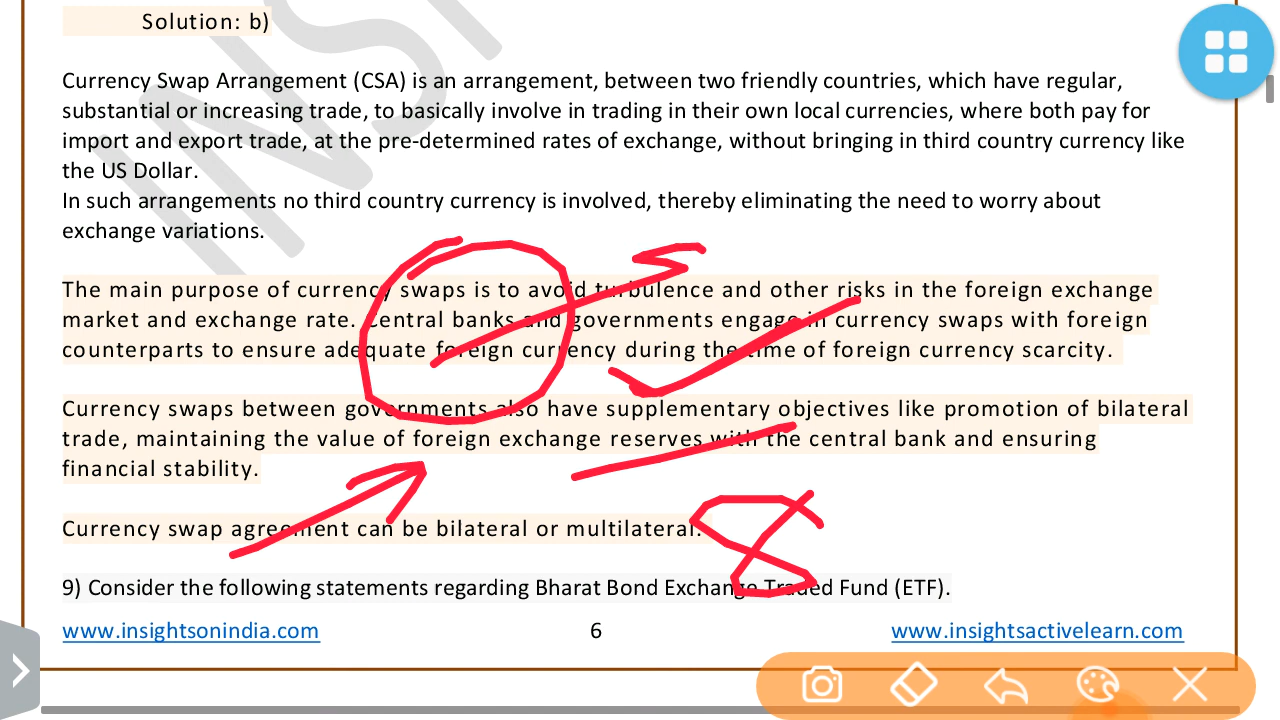 Solution: b)
Currency Swap Arrangement (CSA) is an arrangement, between two friendly countries, which have regular,
substantial or increasing trade, to basically involve in trading in their own local currencies, where both pay for
import and export trade, at the pre-determined rates of exchange, without bringing in third country currency like
the US Dollar.
In such arrangements no third country currency is involved, thereby eliminating the need to worry about
exchange variations.
The main purpose of currency swaps is to avoid turbulence and other risks in the foreign exchange
market and exchange rate. Central banks and governments engage in currency swaps with foreign
counterparts to ensure adequate foreign currency during the time of foreign currency scarcity.
Currency swaps between governments also have supplementary objectives like promotion of bilateral
trade, maintaining the value of foreign exchange reserves with the central bank and ensuring
financial stability.
Currency swap agreement can be bilateral or multilateral.
8
9) Consider the following statements regarding Bharat Bond Exchange Traded Fund (ETF).
www.insightsonindia.com 6 www.insightsactivelearn.com